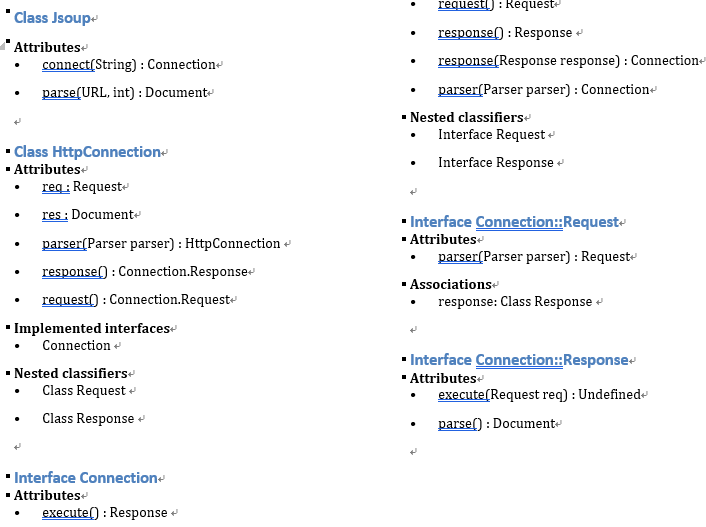 Class Jsoup
Attributes
connect(String) : Connection
parse(URL, int) : Document
Class HttpConnection
Attributes
req : Request
res : Document
parser(Parser parser) : HttpConnection
response() : Connection.Response
request() : Connection.Request
Implemented interfaces
Connection
Nested classifiers
Class Request
Class Response
Interface Connection
Attributes
execute() : Response
request() : Request
response() : Response
response(Response response) : Connection
parser(Parser parser) : Connection
Nested classifiers
Interface Request
Interface Response
Interface Connection::Request
Attributes
parser(Parser parser) : Request
Associations
response: Class Response
Interface Connection::Response
Attributes
execute(Request req) : Undefined
parse() : Document